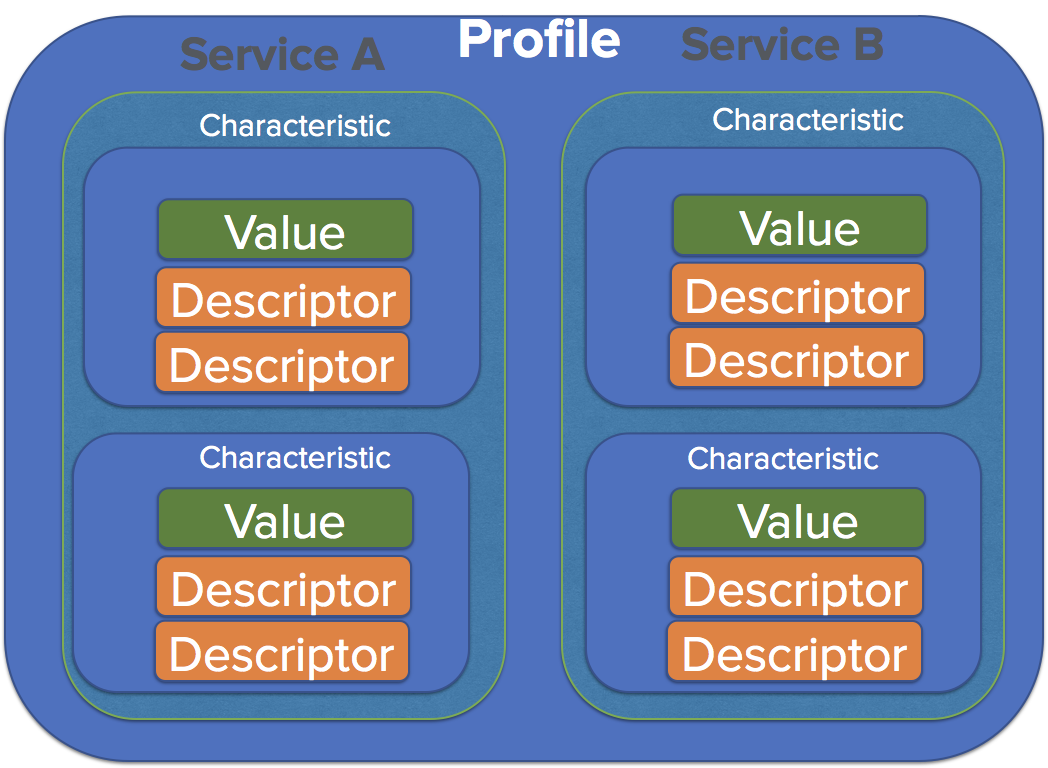 Profile
Service A
Characteristic
Value
Descriptor
Descriptor
Characteristic
Value
Descriptor
Descriptor
Service B
Characteristic
Value
Descriptor
Descriptor
Characteristic
Value
Descriptor
Descriptor